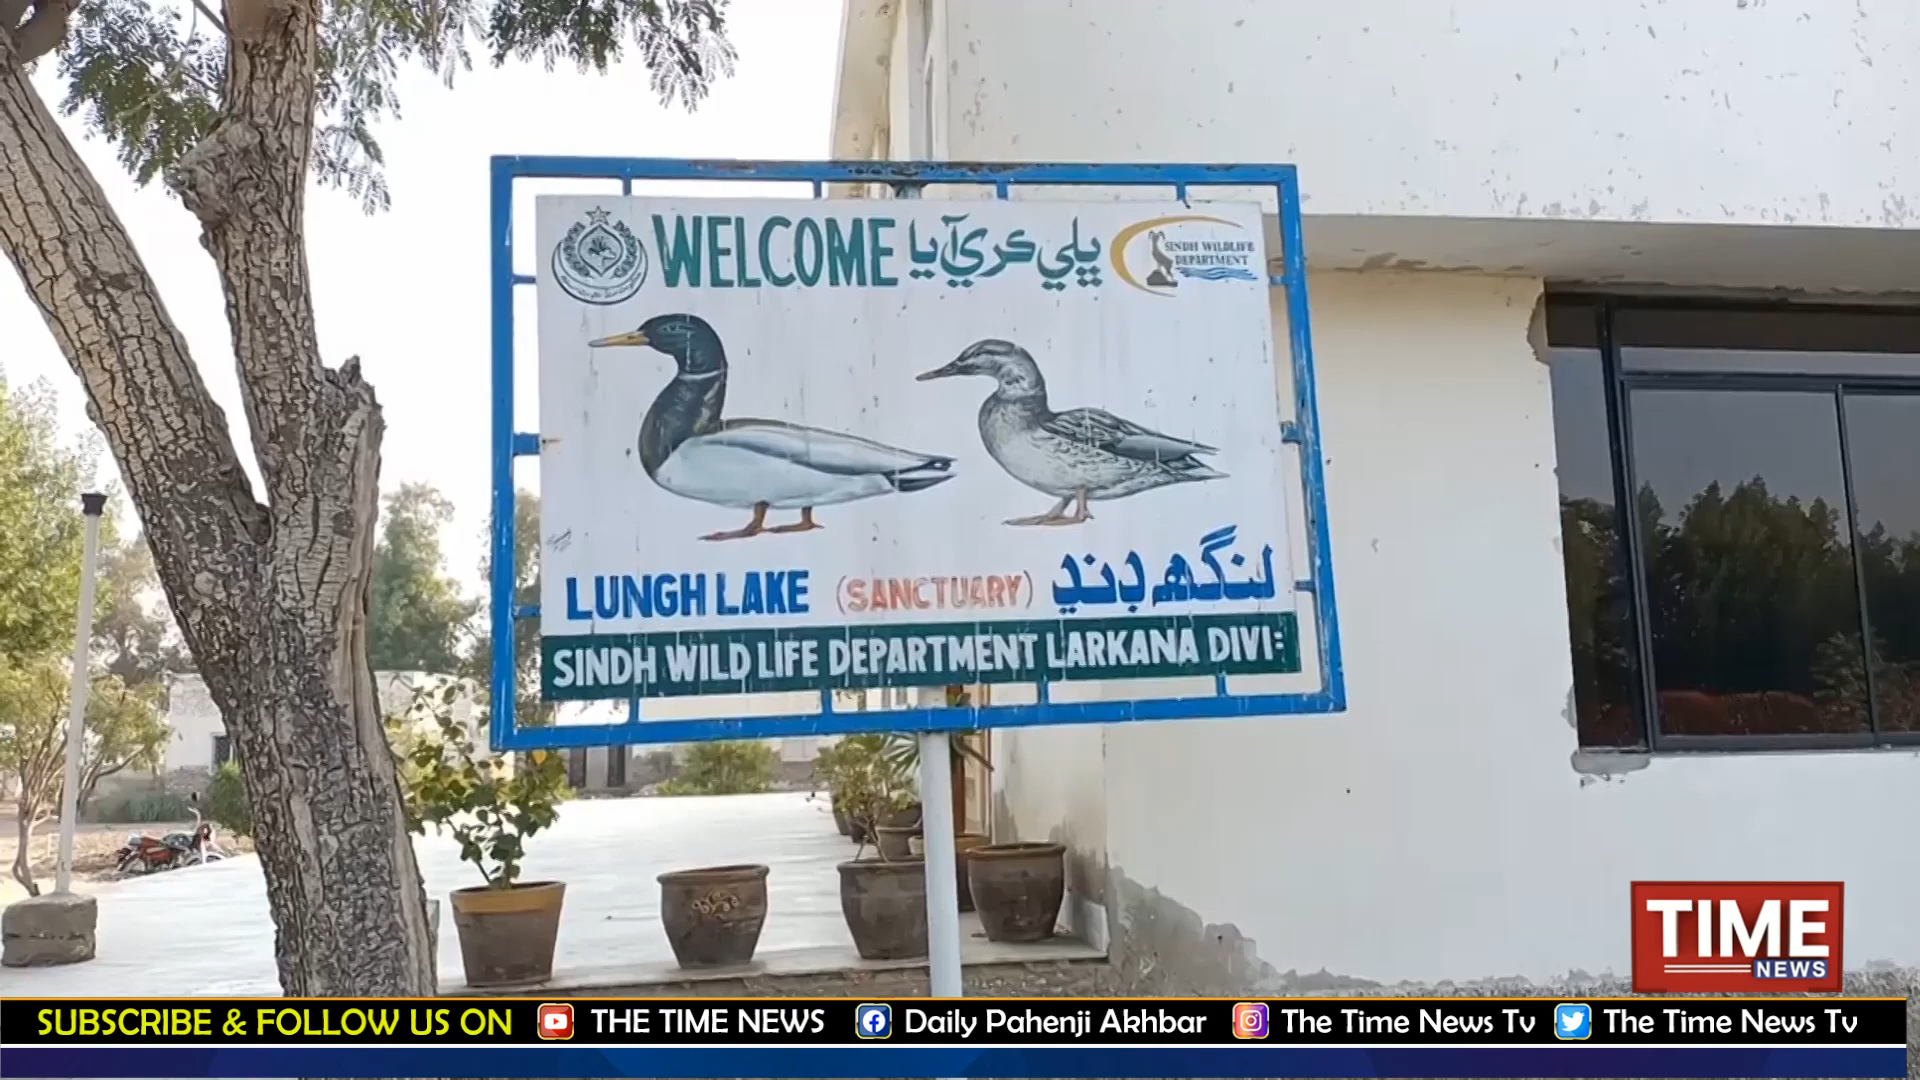 WELCOME ڀلي ڪري آيا
SINDH WILDLIFE
DEPARTMENT
LUNGH LAKE (SANCTUARY) لنگھ ڍنڍ
SINDH WILD LIFE DEPARTMENT LARKANA DIVI:
TIME
NEWS
SUBSCRIBE & FOLLOW US ON THE TIME NEWS Daily Pahenji Akhbar The Time News Tv The Time News Tv